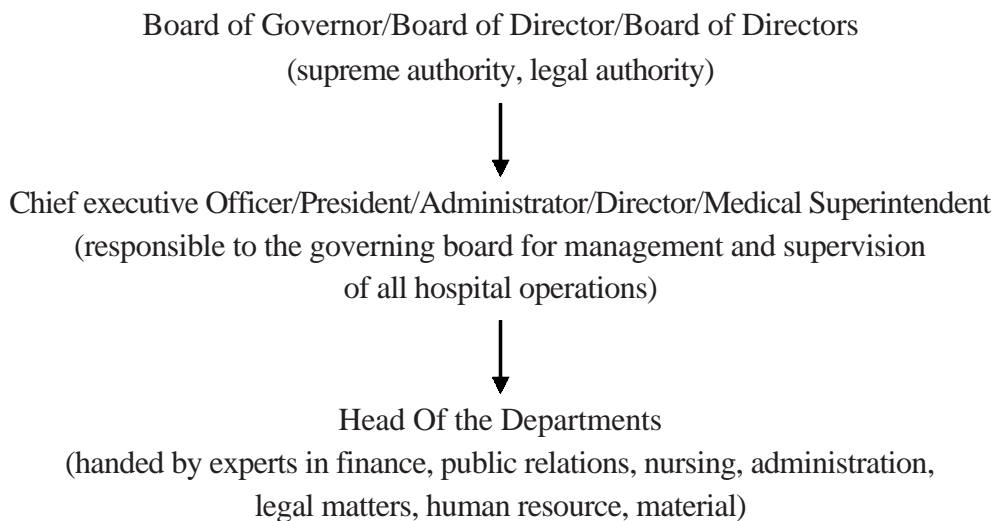 Board of Governor/Board of Director/Board of Directors
(supreme authority, legal authority)
Chief executive Officer/President/Administrator/Director/Medical Superintendent
(responsible to the governing board for management and supervision
of all hospital operations)
Head Of the Departments
(handed by experts in finance, public relations, nursing, administration,
legal matters, human resource, material)